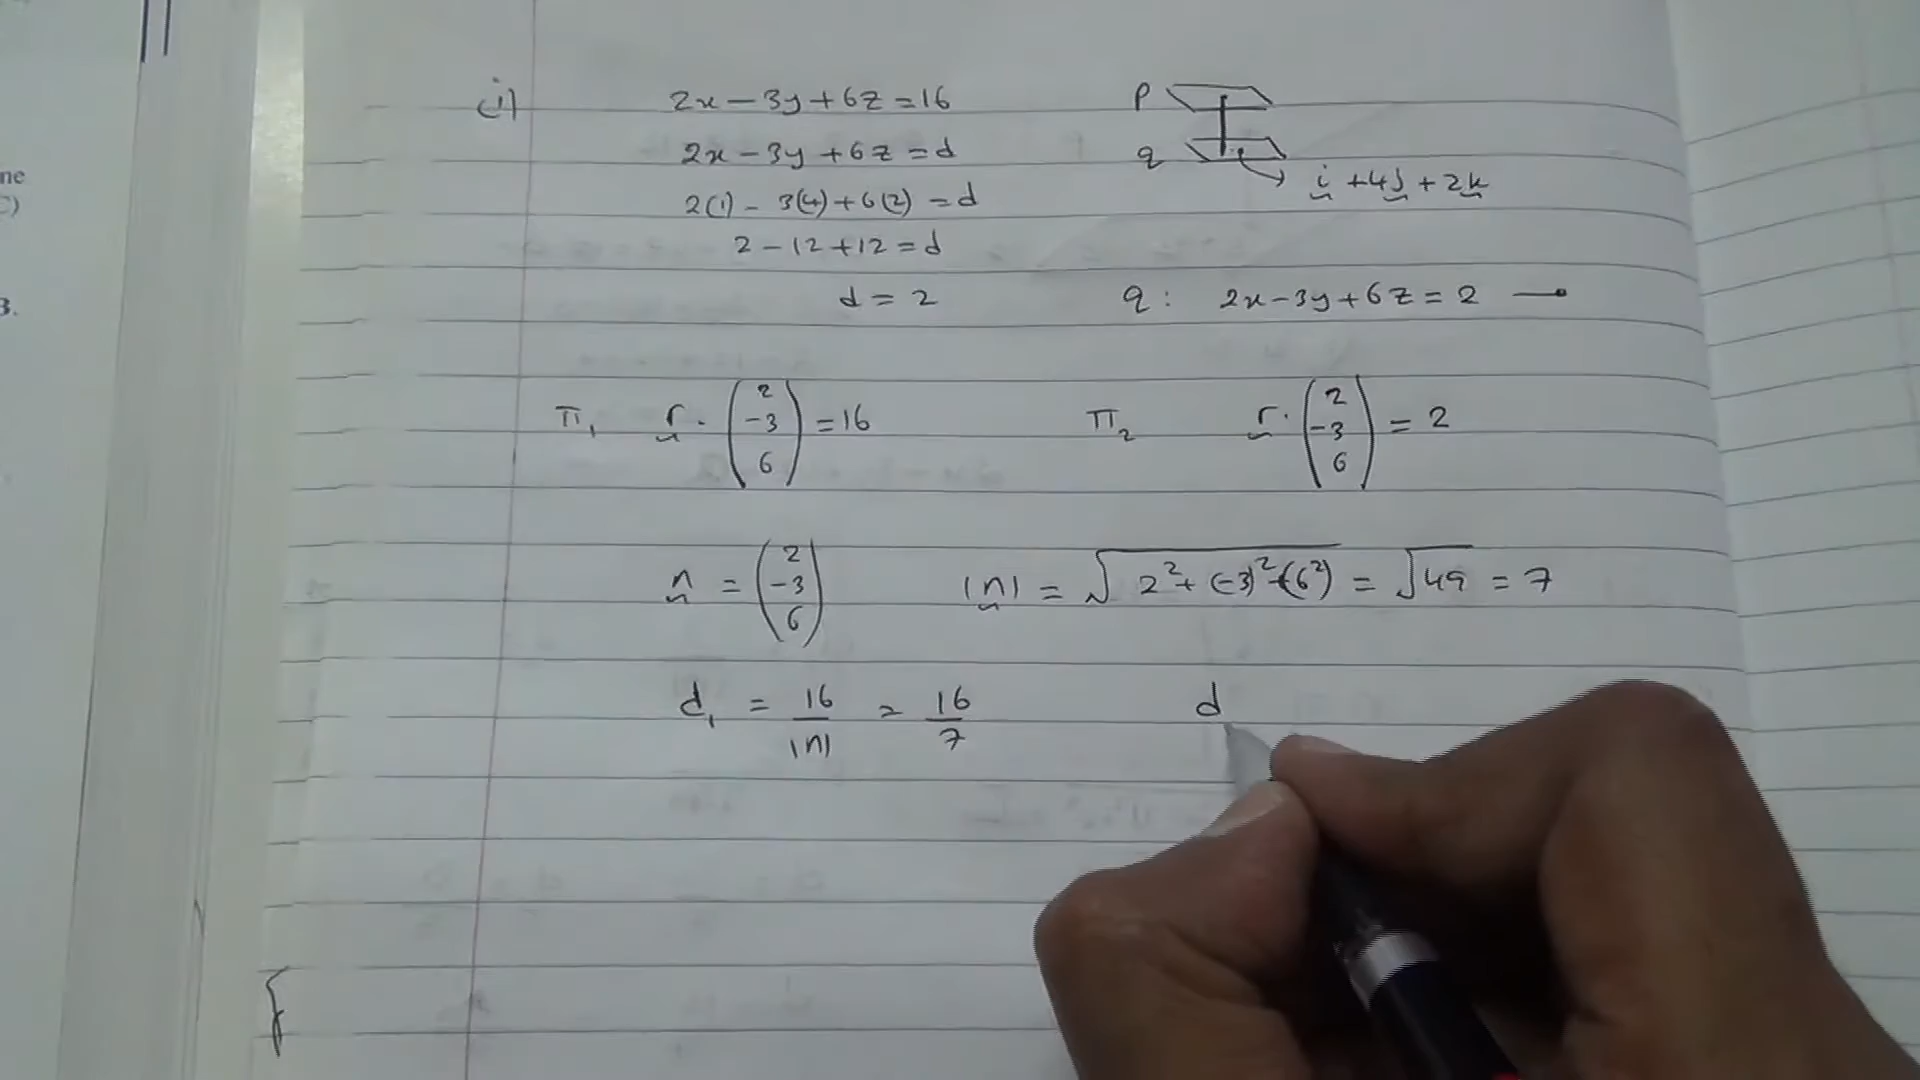 (i) 2x - 3y + 6z = 16 P
2x - 3y + 6z = d q
i + 4j + 2k
2(1) - 3(4) + 6(2) = d
2 - 12 + 12 = d
d = 2 q : 2x - 3y + 6z = 2
π₁ r · (2 -3 6) = 16 π₂ r · (2 -3 6) = 2
n = (2 -3 6) |n| = √(2² + (-3)² + (6²)) = √49 = 7
d₁ = 16/|n| = 16/7 d
ne
3.